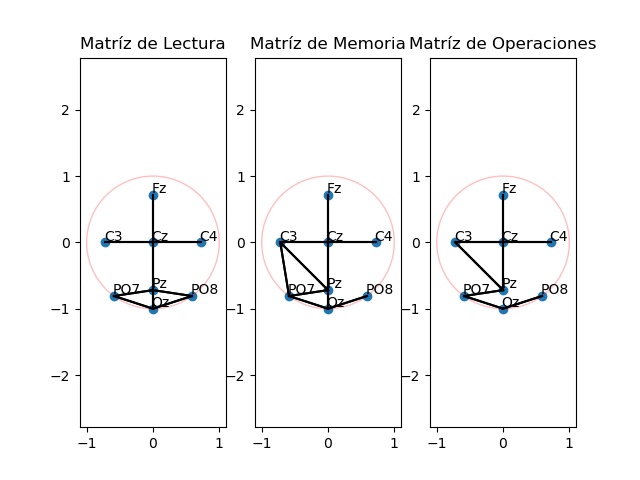 Matríz de Lectura
Matríz de Memoria
Matríz de Operaciones
2
1
0
−1
−2
−1
0
1
Fz
C3
Cz
C4
Pz
PO7
PO8
Oz
2
1
0
−1
−2
−1
0
1
Fz
C3
Cz
C4
Pz
PO7
PO8
Oz
2
1
0
−1
−2
−1
0
1
Fz
C3
Cz
C4
Pz
PO7
PO8
Oz